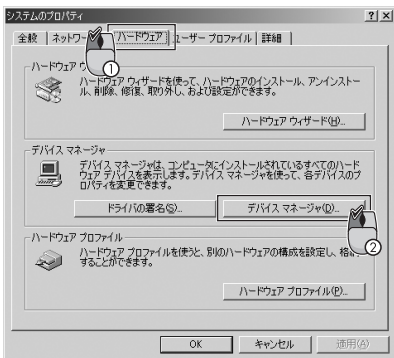 システムのプロパティ
全般 ネットワー ハードウェア ユーザー プロファイル 詳細
①
ハードウェア ウ
ハードウェア ウィザードを使って、ハードウェアのインストール、アンインストー
ル、削除、修復、取り外し、および設定ができます。
ハードウェア ウィザード(H)...
デバイス マネージャ
デバイス マネージャは、コンピュータにインストールされているすべてのハード
ウェア デバイスを表示します。デバイス マネージャを使って、各デバイスのプ
ロパティを変更できます。
ドライバの署名(S)...
デバイス マネージャ(D)...
②
ハードウェア プロファイル
ハードウェア プロファイルを使うと、別のハードウェアの構成を設定し、格
することができます。
ハードウェア プロファイル(P)...
OK
キャンセル
適用(A)